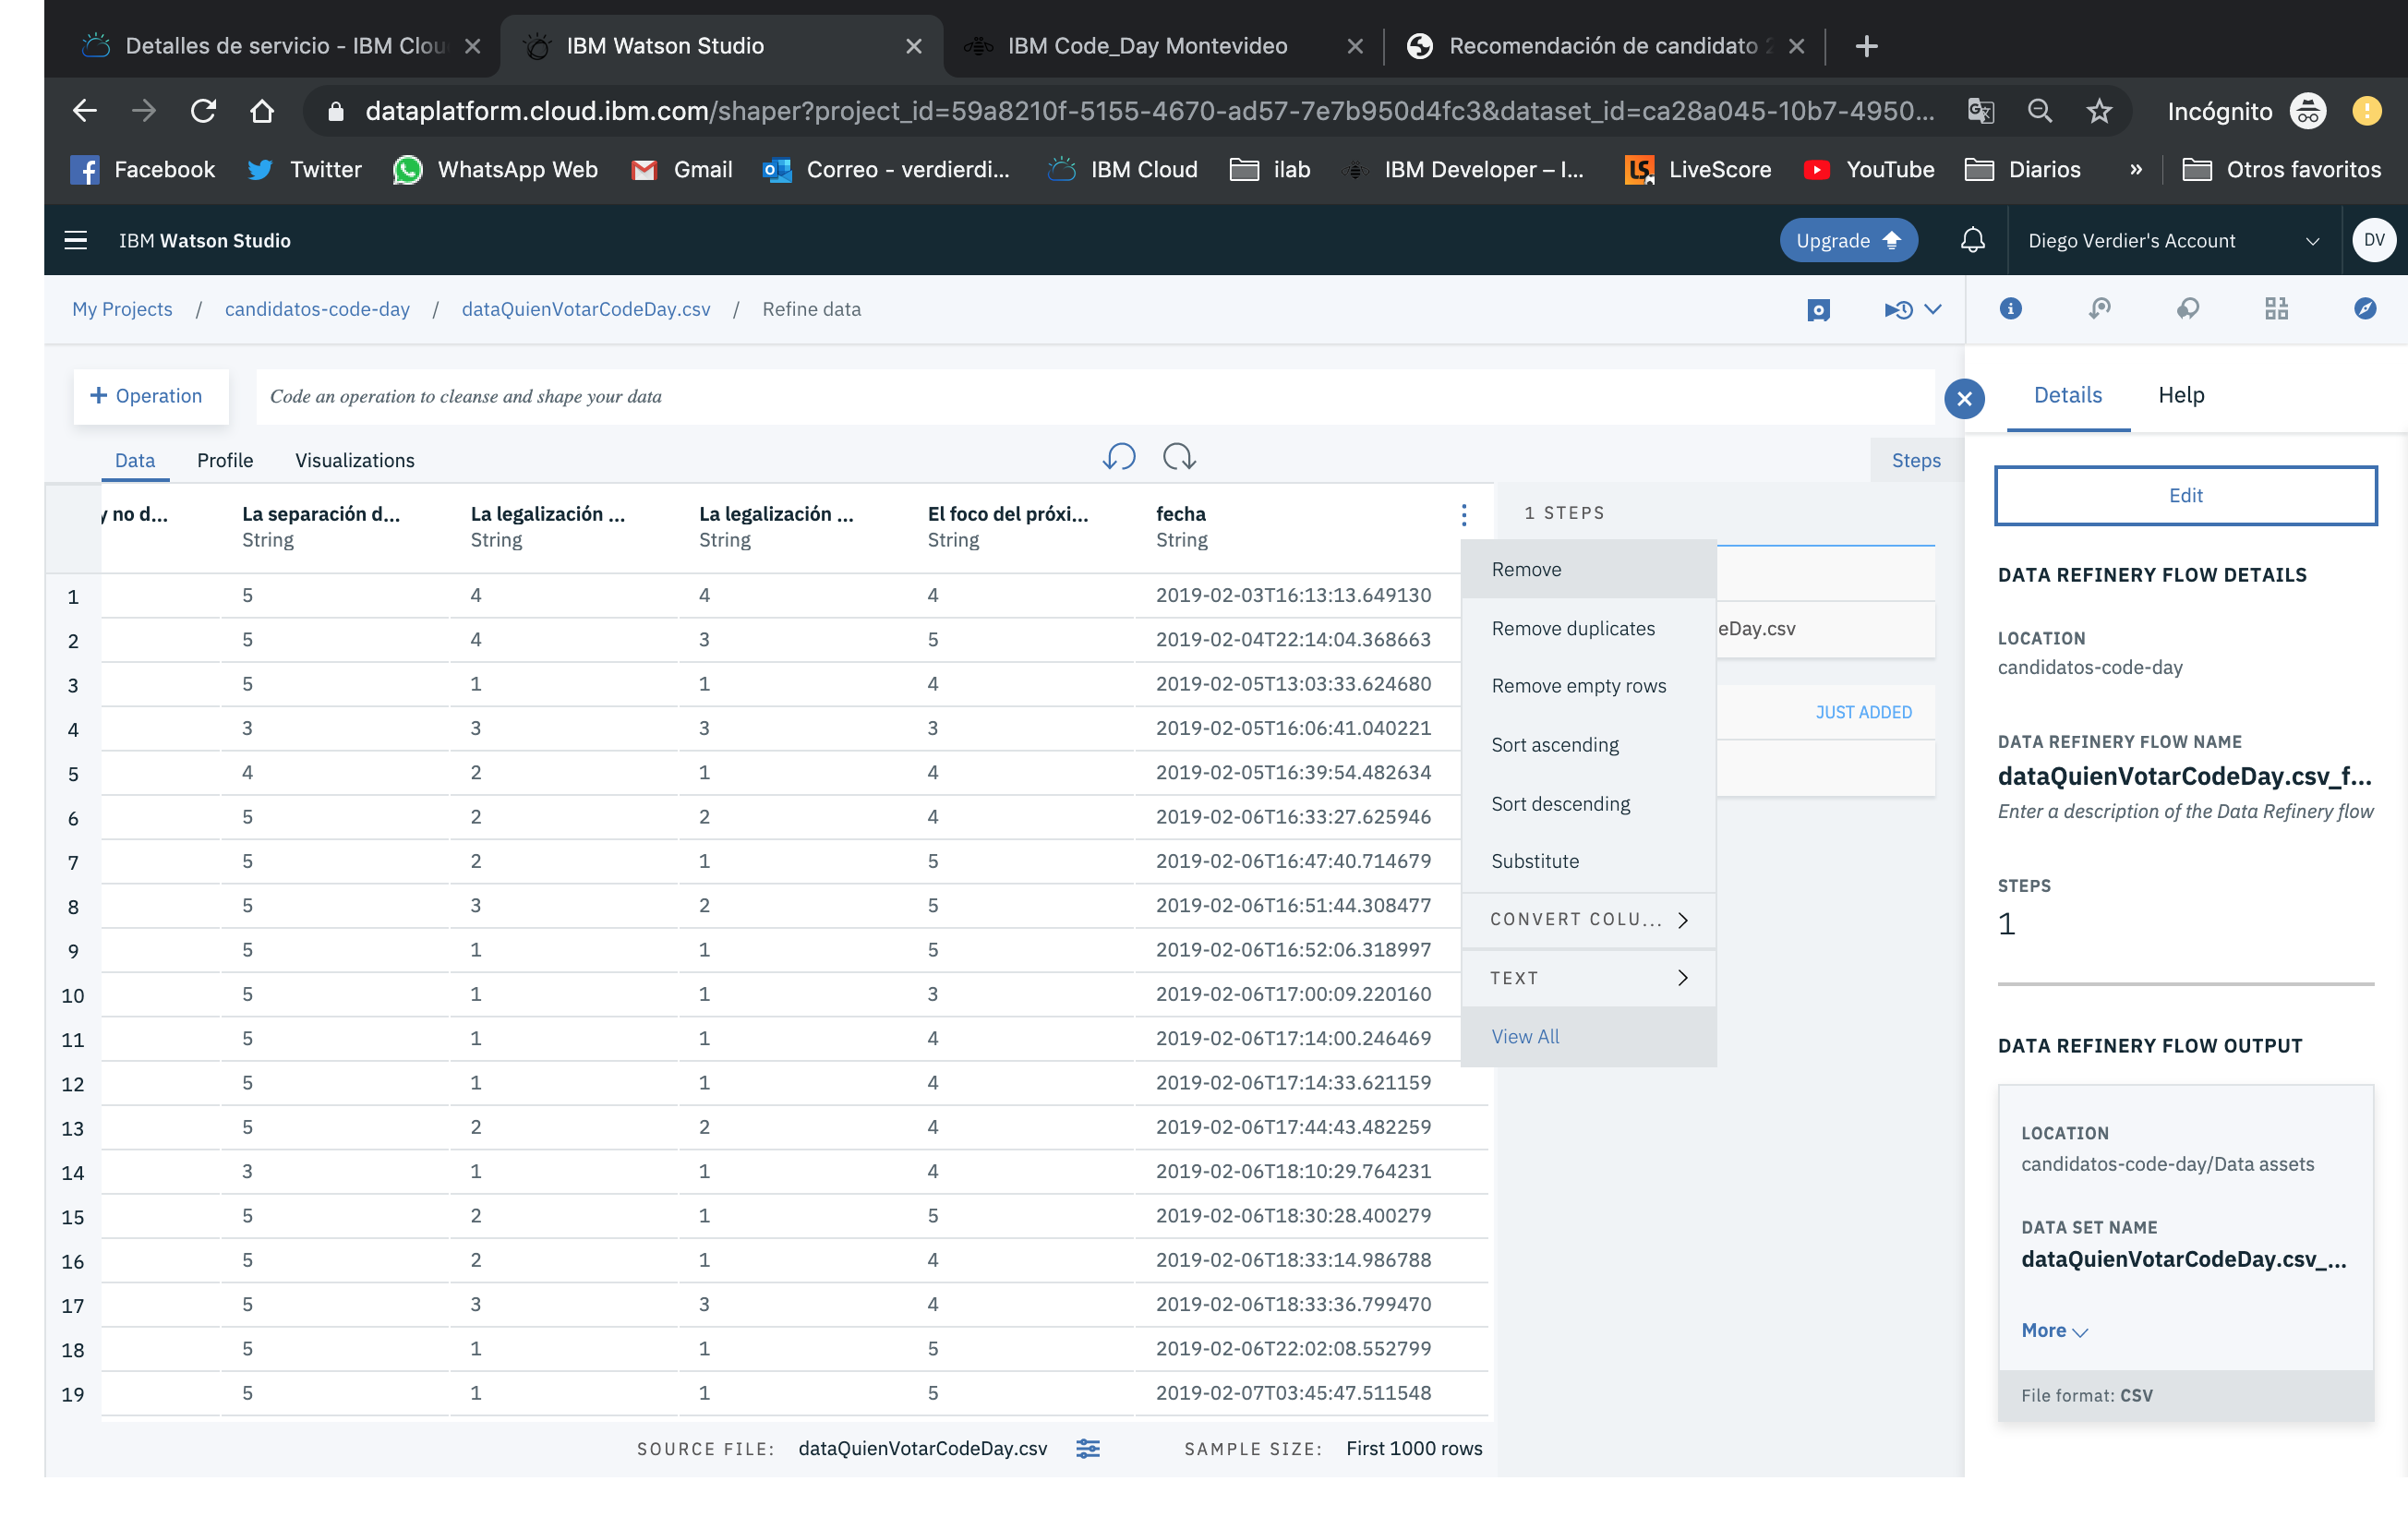 Detalles de servicio - IBM Clou
IBM Watson Studio
IBM Code_Day Montevideo
Recomendación de candidato 2
dataplatform.cloud.ibm.com/shaper?project_id=59a8210f-5155-4670-ad57-7e7b950d4fc3&dataset_id=ca28a045-10b7-4950...
Incógnito
Facebook
Twitter
WhatsApp Web
Gmail
Correo - verdierdi...
IBM Cloud
ilab
IBM Developer – I...
LiveScore
YouTube
Diarios
»
Otros favoritos
IBM Watson Studio
Upgrade
Diego Verdier's Account
DV
My Projects / candidatos-code-day / dataQuienVotarCodeDay.csv / Refine data
+ Operation
Code an operation to cleanse and shape your data
Data Profile Visualizations
Steps
y no d... La separación d... La legalización ... La legalización ... El foco del próxi... fecha
String String String String String
1 5 4 4 4 2019-02-03T16:13:13.649130
2 5 4 3 5 2019-02-04T22:14:04.368663
3 5 1 1 4 2019-02-05T13:03:33.624680
4 3 3 3 3 2019-02-05T16:06:41.040221
5 4 2 1 4 2019-02-05T16:39:54.482634
6 5 2 2 4 2019-02-06T16:33:27.625946
7 5 2 1 5 2019-02-06T16:47:40.714679
8 5 3 2 5 2019-02-06T16:51:44.308477
9 5 1 1 5 2019-02-06T16:52:06.318997
10 5 1 1 3 2019-02-06T17:00:09.220160
11 5 1 1 4 2019-02-06T17:14:00.246469
12 5 1 1 4 2019-02-06T17:14:33.621159
13 5 2 2 4 2019-02-06T17:44:43.482259
14 3 1 1 4 2019-02-06T18:10:29.764231
15 5 2 1 5 2019-02-06T18:30:28.400279
16 5 2 1 4 2019-02-06T18:33:14.986788
17 5 3 3 4 2019-02-06T18:33:36.799470
18 5 1 1 5 2019-02-06T22:02:08.552799
19 5 1 1 5 2019-02-07T03:45:47.511548
SOURCE FILE: dataQuienVotarCodeDay.csv
SAMPLE SIZE: First 1000 rows
1 STEPS
eDay.csv
JUST ADDED
Remove
Remove duplicates
Remove empty rows
Sort ascending
Sort descending
Substitute
CONVERT COLU...
TEXT
View All
Details
Help
Edit
DATA REFINERY FLOW DETAILS
LOCATION
candidatos-code-day
DATA REFINERY FLOW NAME
dataQuienVotarCodeDay.csv_f...
Enter a description of the Data Refinery flow
STEPS
1
DATA REFINERY FLOW OUTPUT
LOCATION
candidatos-code-day/Data assets
DATA SET NAME
dataQuienVotarCodeDay.csv_...
More
File format: CSV